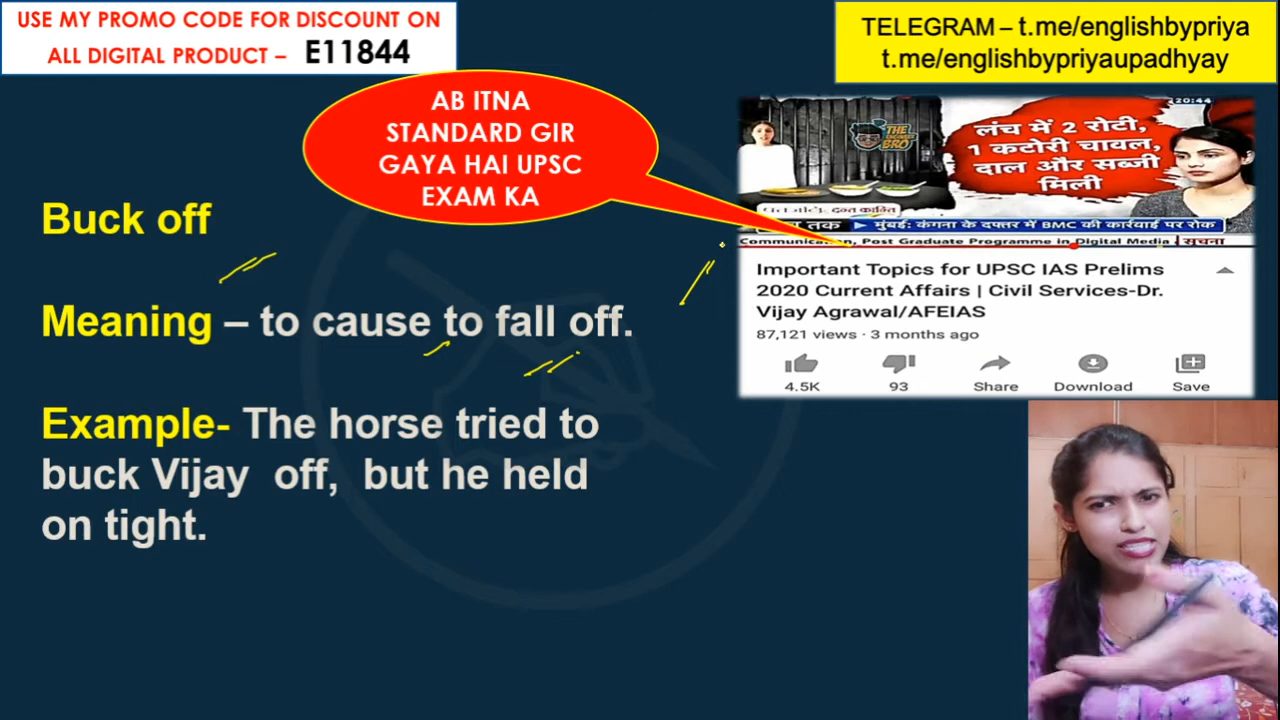 USE MY PROMO CODE FOR DISCOUNT ON
ALL DIGITAL PRODUCT – E11844
TELEGRAM – t.me/englishbypriya
t.me/englishbypriyaupadhyay
AB ITNA
STANDARD GIR
GAYA HAI UPSC
EXAM KA
Buck off
Meaning – to cause to fall off.
Example- The horse tried to
buck Vijay off, but he held
on tight.
20:44
THE
BRO
लंच में 2 रोटी,
1 कटोरी चावल,
दाल और सब्जी
मिली
तक मुंबई: कंगना के दफ्तर में BMC की कार्रवाई पर रोक
Communication, Post Graduate Programme in Digital Media सूचना
Important Topics for UPSC IAS Prelims
2020 Current Affairs | Civil Services-Dr.
Vijay Agrawal/AFEIAS
87,121 views · 3 months ago
4.5K 93 Share Download Save